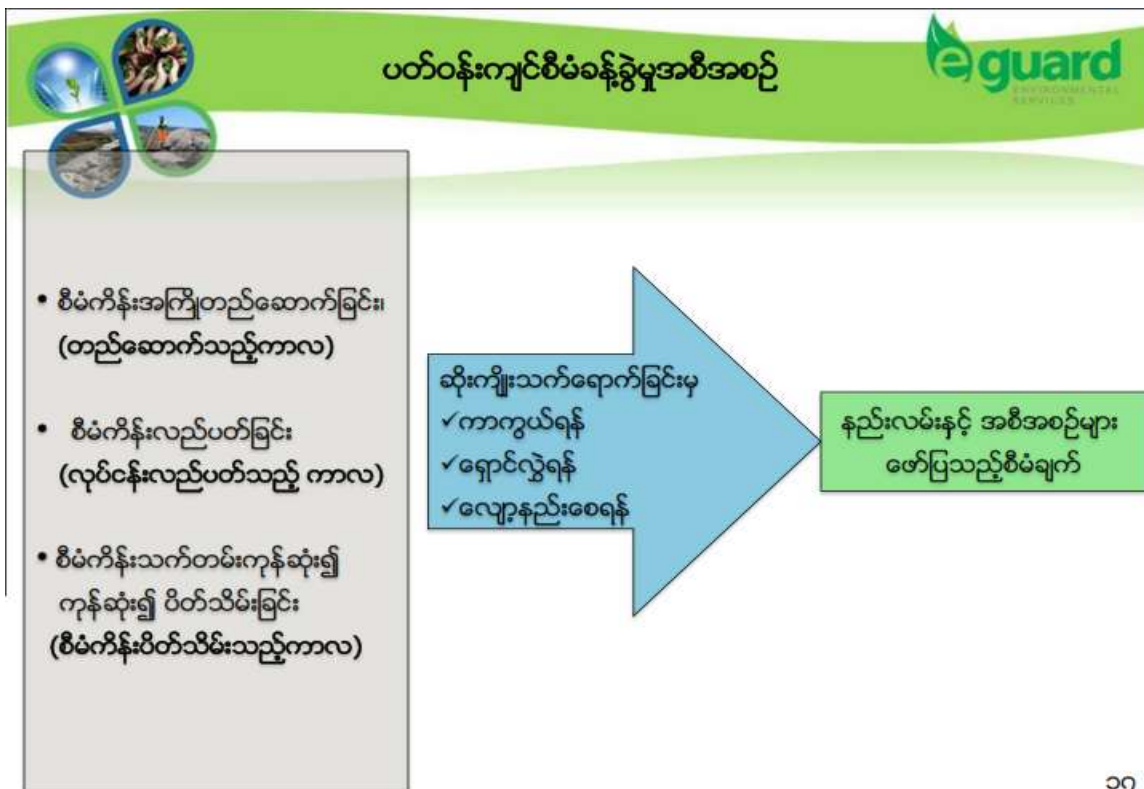 ပတ်ဝန်းကျင်စီမံခန့်ခွဲမှုအစီအစဉ်
eguard
ENVIRONMENTAL
SERVICES
• စီမံကိန်းအကြိုတည်ဆောက်ခြင်း၊
(တည်ဆောက်သည့်ကာလ)
• စီမံကိန်းလည်ပတ်ခြင်း
(လုပ်ငန်းလည်ပတ်သည့် ကာလ)
• စီမံကိန်းသက်တမ်းကုန်ဆုံး၍
ကုန်ဆုံး၍ ပိတ်သိမ်းခြင်း
(စီမံကိန်းပိတ်သိမ်းသည့်ကာလ)
ဆိုးကျိုးသက်ရောက်ခြင်းမှ
✓ကာကွယ်ရန်
✓ရှောင်လွှဲရန်
✓လျော့နည်းစေရန်
နည်းလမ်းနှင့် အစီအစဉ်များ
ဖော်ပြသည့်စီမံချက်
၁၇